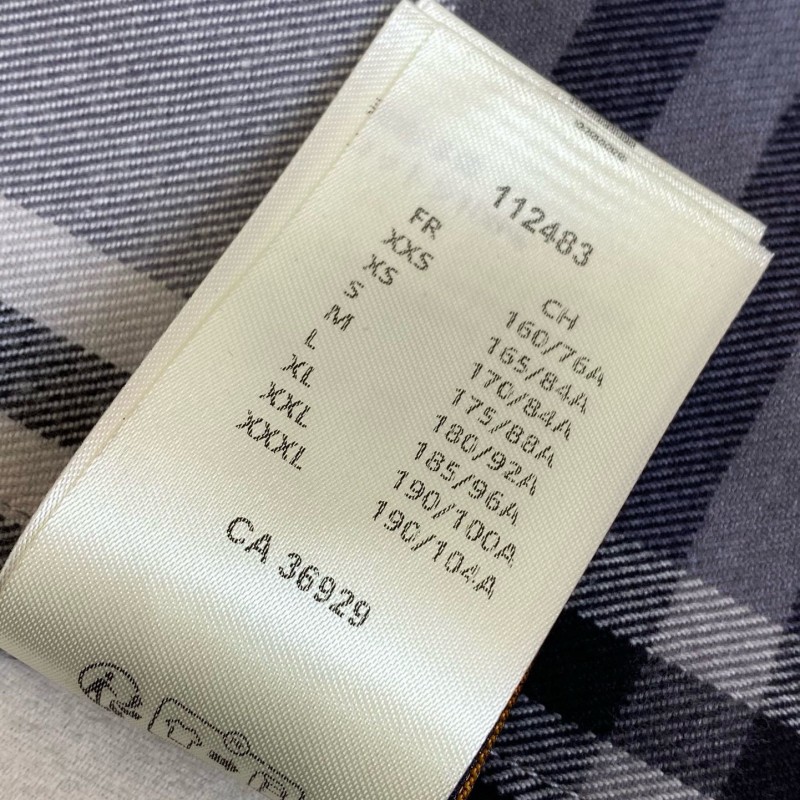 112483
FR CH
XXS 160/76A
XS 165/84A
S 170/84A
M 175/88A
L 180/92A
XL 185/96A
XXL 190/100A
XXXL 190/104A
CA 36929